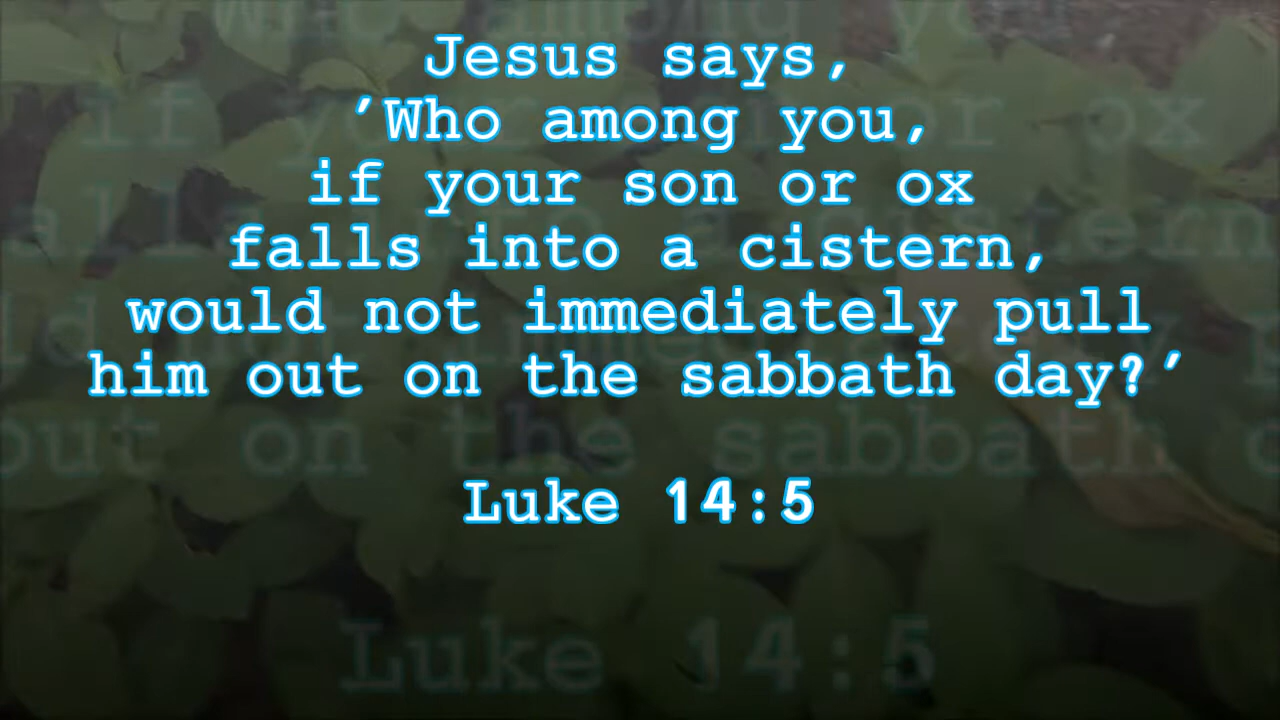 Jesus says,
'Who among you,
if your son or ox
falls into a cistern,
would not immediately pull
him out on the sabbath day?'
Luke 14:5